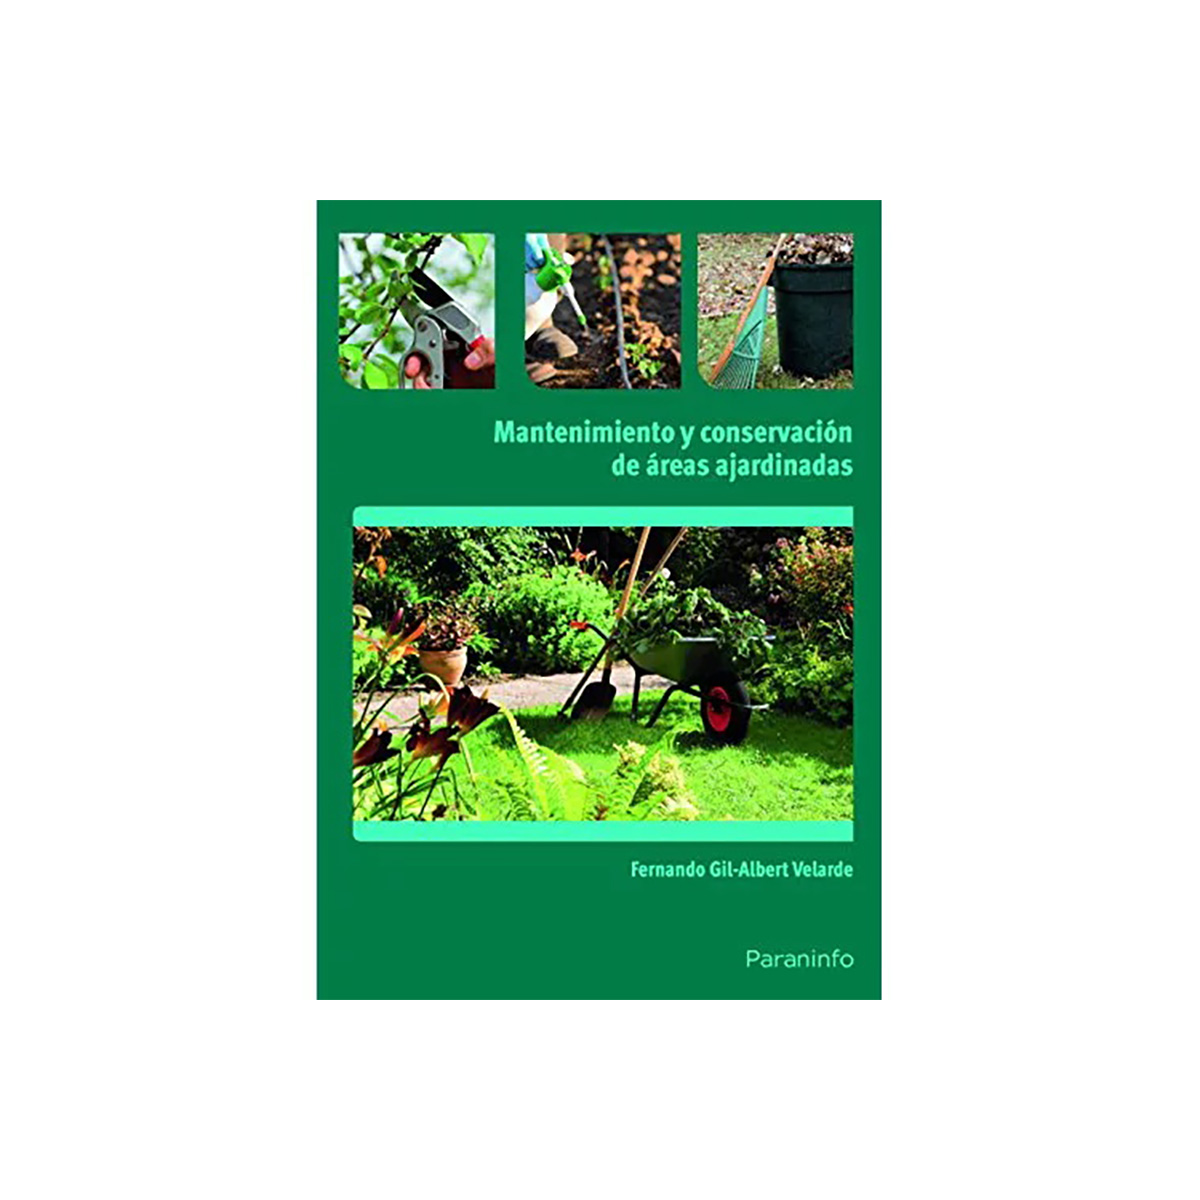 Mantenimiento y conservación
de áreas ajardinadas
Fernando Gil-Albert Velarde
Paraninfo